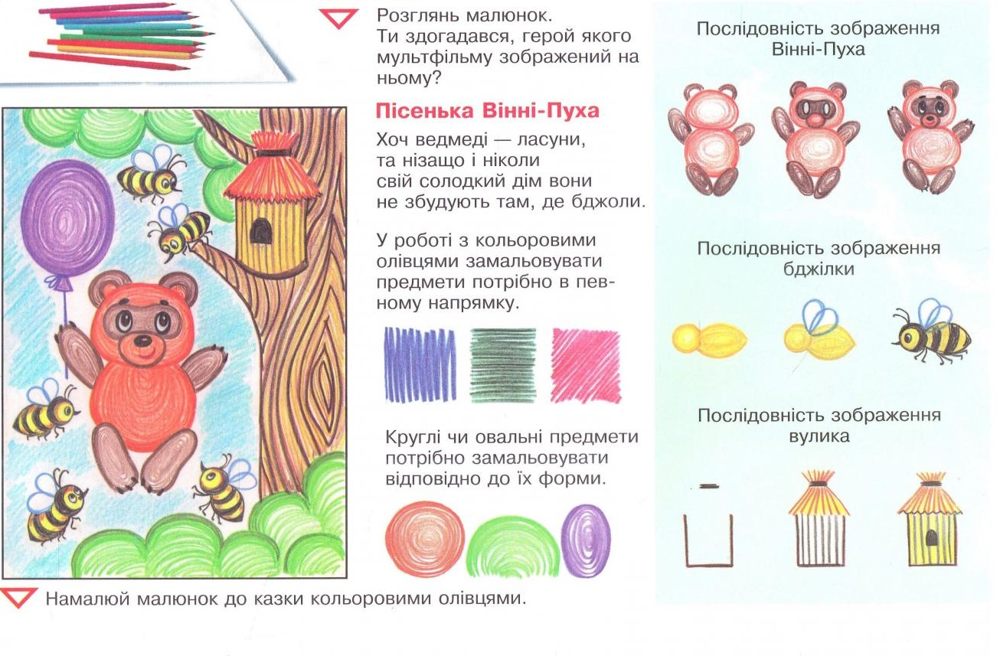 Розглянь малюнок.
Ти здогадався, герой якого
мультфільму зображений на
ньому?
Пісенька Вінні-Пуха
Хоч ведмеді — ласуни,
та нізащо і ніколи
свій солодкий дім вони
не збудують там, де бджоли.
У роботі з кольоровими
олівцями замальовувати
предмети потрібно в пев-
ному напрямку.
Круглі чи овальні предмети
потрібно замальовувати
відповідно до їх форми.
Намалюй малюнок до казки кольоровими олівцями.
Послідовність зображення
Вінні-Пуха
Послідовність зображення
бджілки
Послідовність зображення
вулика